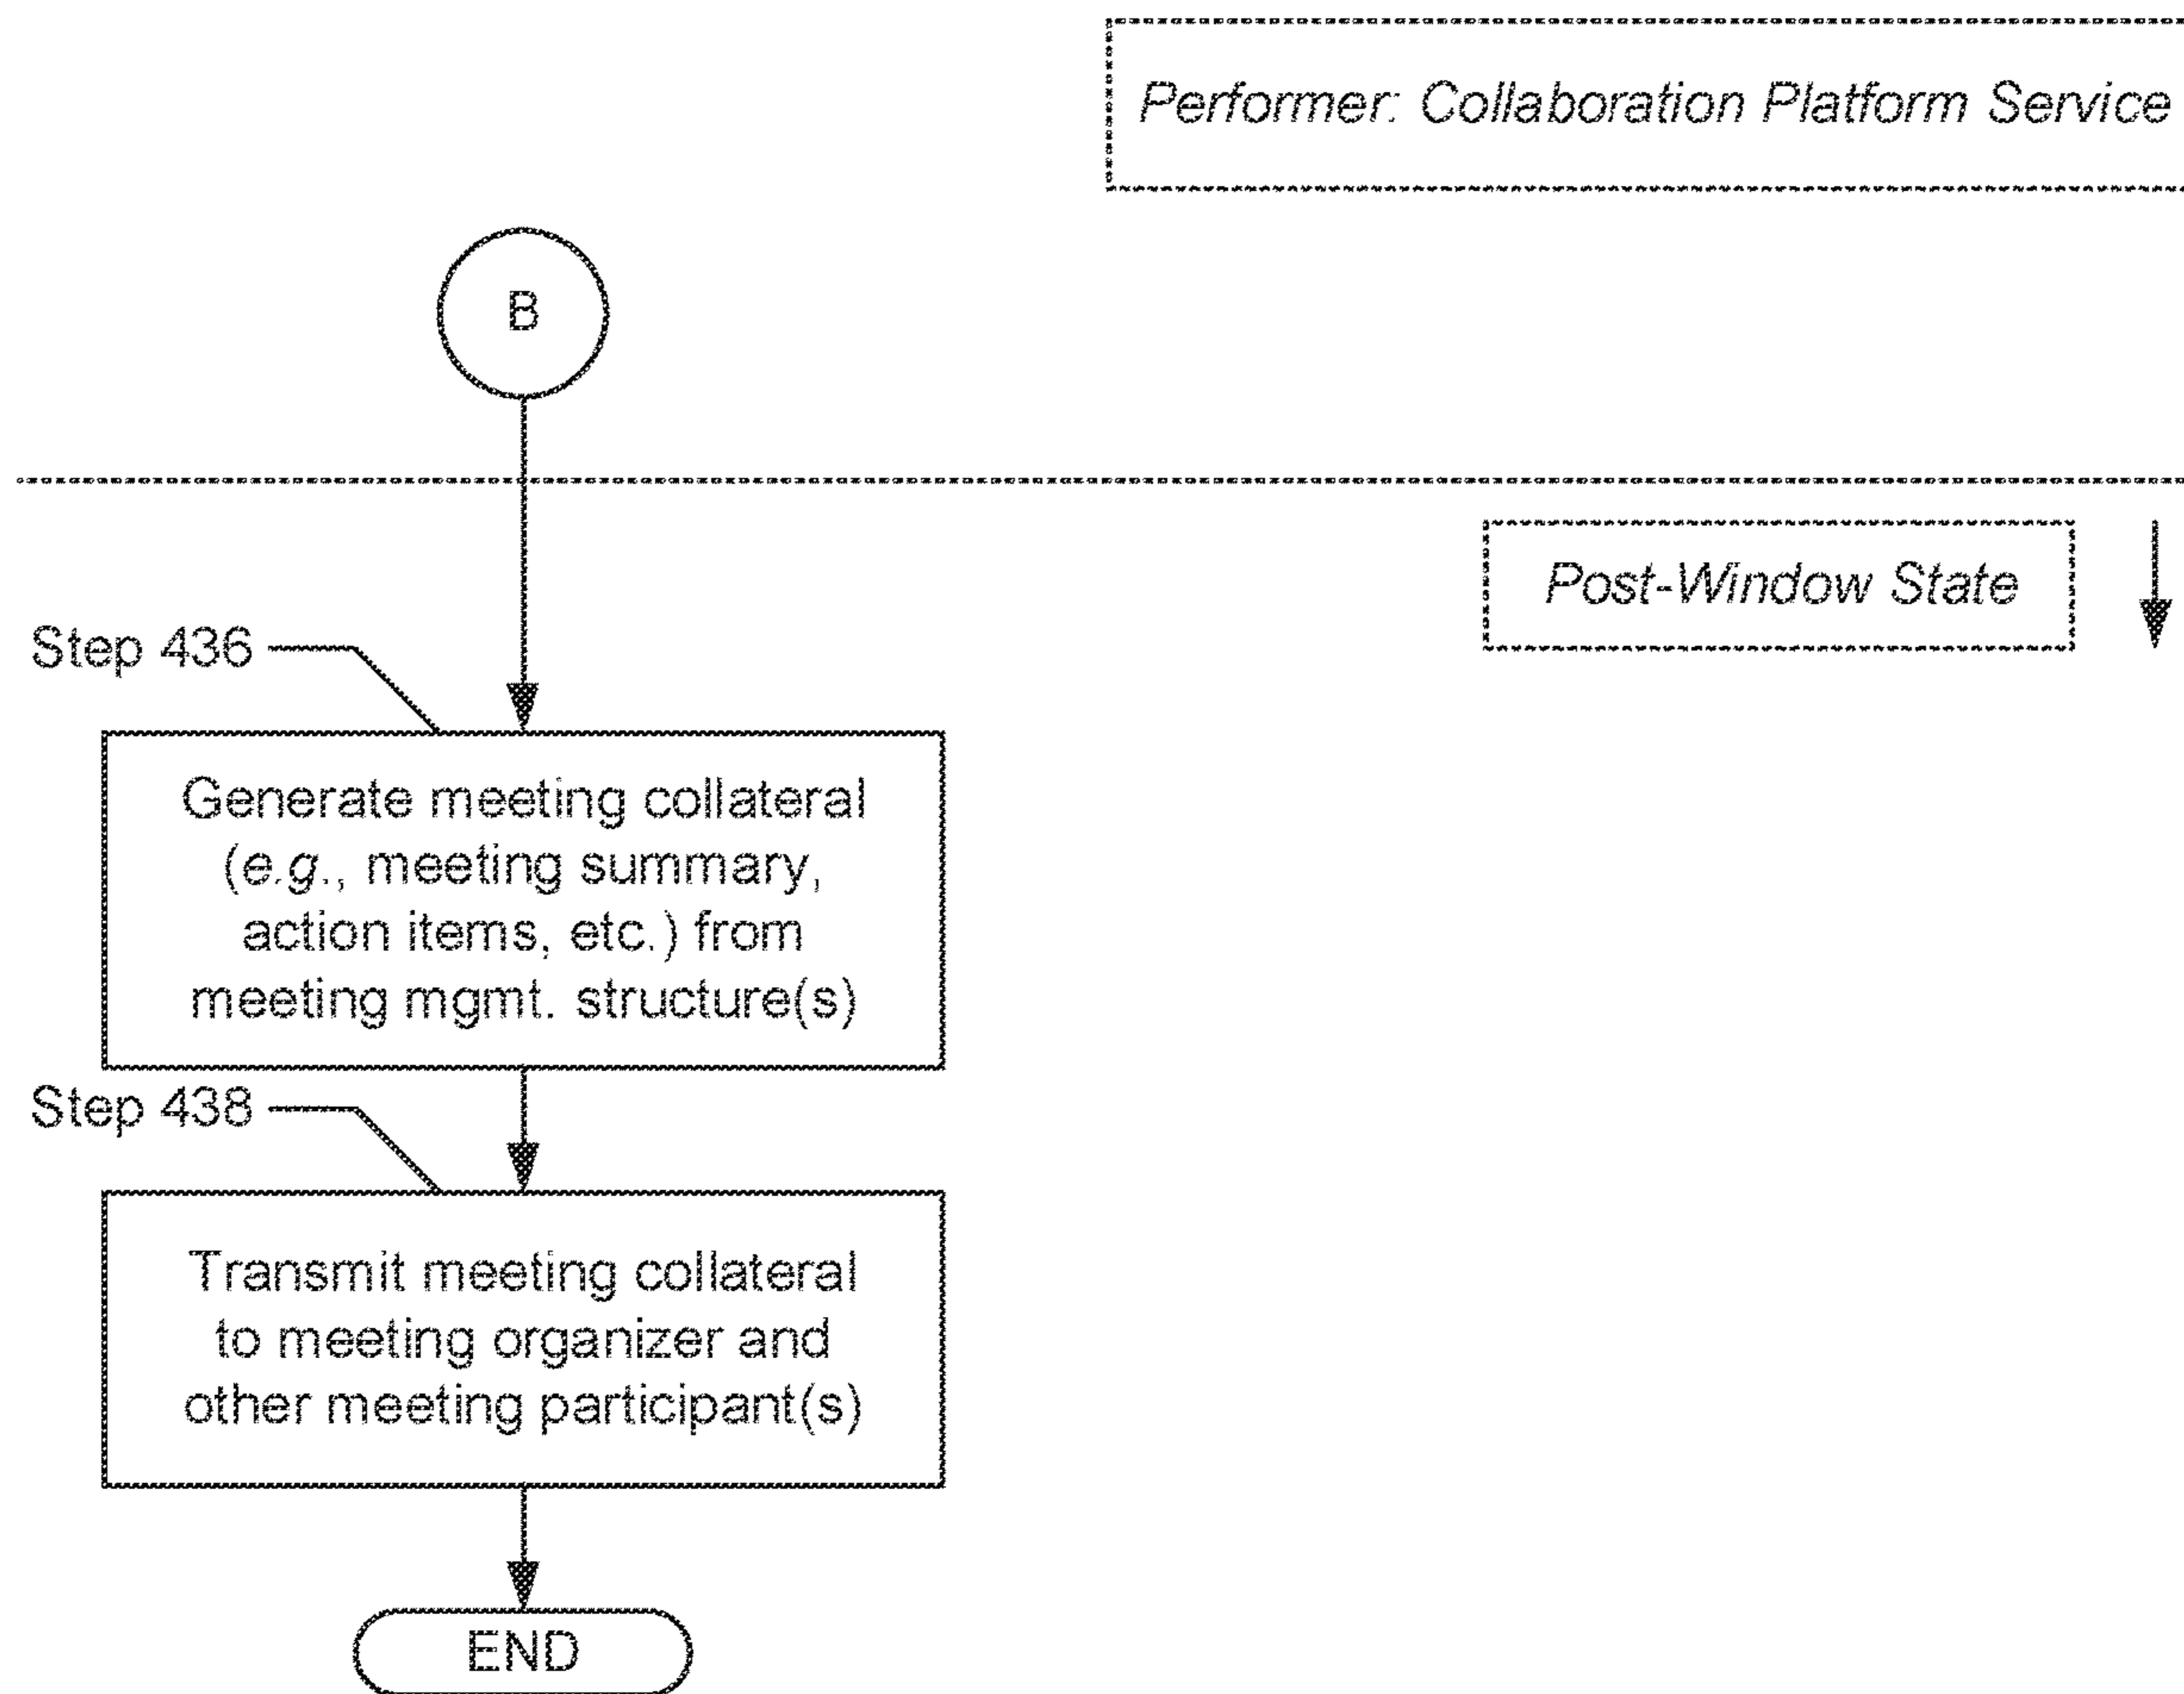 Performer: Collaboration Platform Service
B
Post-Window State
Step 436
Generate meeting collateral
(e.g., meeting summary,
action items, etc.) from
meeting mgmt. structure(s)
Step 438
Transmit meeting collateral
to meeting organizer and
other meeting participant(s)
END